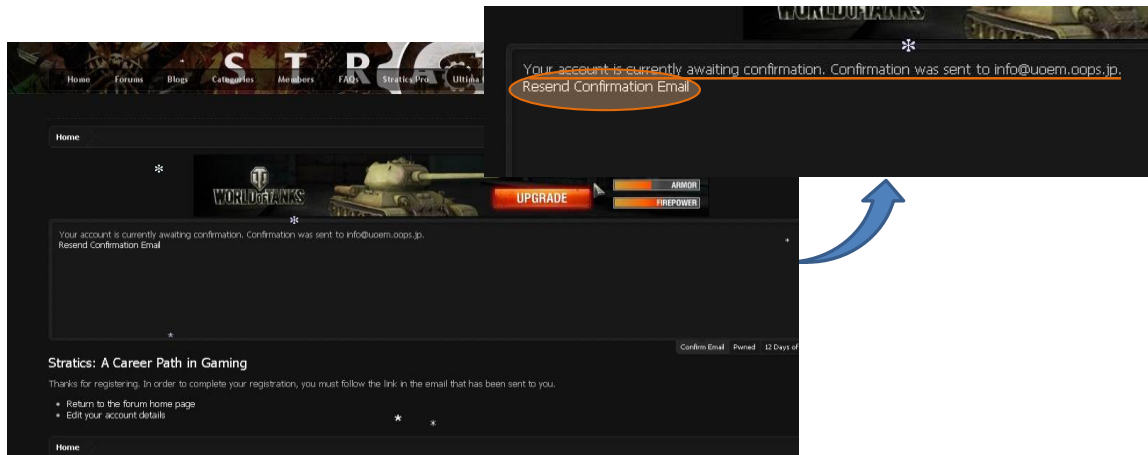 WORLD OF TANKS
Your account is currently awaiting confirmation. Confirmation was sent to info@uoem.oops.jp.
Resend Confirmation Email
S T R
Home Forums Blogs Categories Members FAQs Stratics Pro Ultima
Home
WORLD OF TANKS
UPGRADE
ARMOR
FIREPOWER
Your account is currently awaiting confirmation. Confirmation was sent to info@uoem.oops.jp.
Resend Confirmation Email
Confirm Email Pwned 12 Days of
Stratics: A Career Path in Gaming
Thanks for registering. In order to complete your registration, you must follow the link in the email that has been sent to you.
Return to the forum home page
Edit your account details
Home